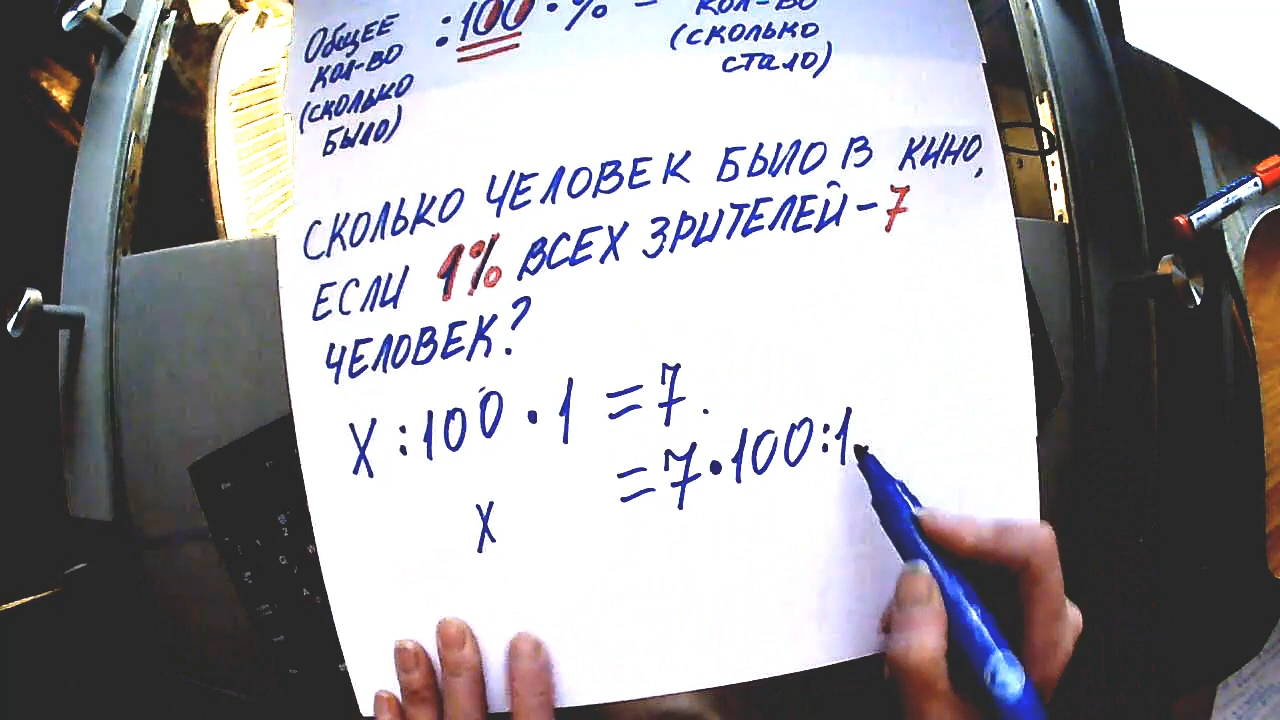 Общее :100 · % - кол-во
кол-во (сколько
(сколько стало)
было)
СКОЛЬКО ЧЕЛОВЕК БЫЛО В КИНО,
ЕСЛИ 1% ВСЕХ ЗРИТЕЛЕЙ - 7
ЧЕЛОВЕК?
X : 100 · 1 = 7.
X = 7 · 100 : 1